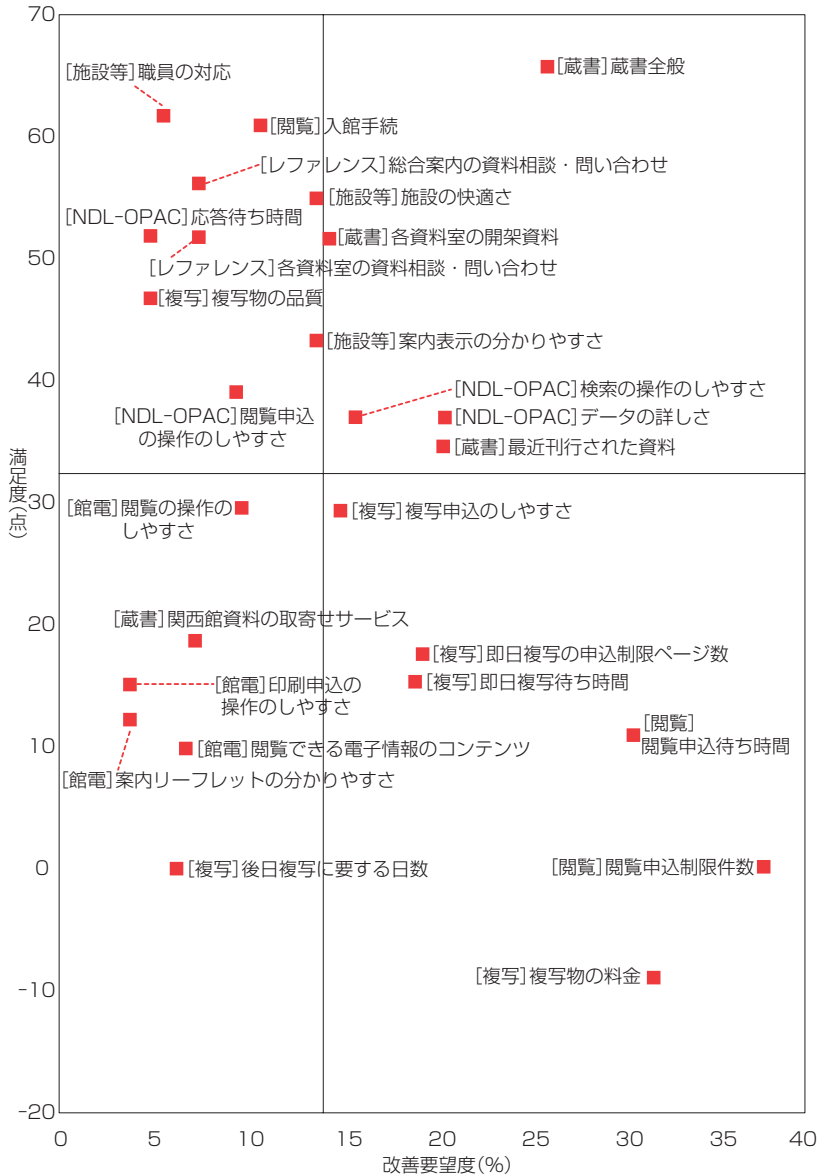 70
[施設等]職員の対応
[蔵書]蔵書全般
60
[閲覧]入館手続
[レファレンス]総合案内の資料相談・問い合わせ
[施設等]施設の快適さ
[NDL-OPAC]応答待ち時間
[蔵書]各資料室の開架資料
50
[レファレンス]各資料室の資料相談・問い合わせ
[複写]複写物の品質
[施設等]案内表示の分かりやすさ
40
[NDL-OPAC]検索の操作のしやすさ
[NDL-OPAC]閲覧申込
の操作のしやすさ
[NDL-OPAC]データの詳しさ
[蔵書]最近刊行された資料
満足度(点)
30
[館電]閲覧の操作の
しやすさ
[複写]複写申込のしやすさ
20
[蔵書]関西館資料の取寄せサービス
[複写]即日複写の申込制限ページ数
[館電]印刷申込の
操作のしやすさ
[複写]即日複写待ち時間
[閲覧]
閲覧申込待ち時間
10
[館電]閲覧できる電子情報のコンテンツ
[館電]案内リーフレットの分かりやすさ
0
[複写]後日複写に要する日数
[閲覧]閲覧申込制限件数
-10
[複写]複写物の料金
-20
0 5 10 15 20 25 30 35 40
改善要望度(%)